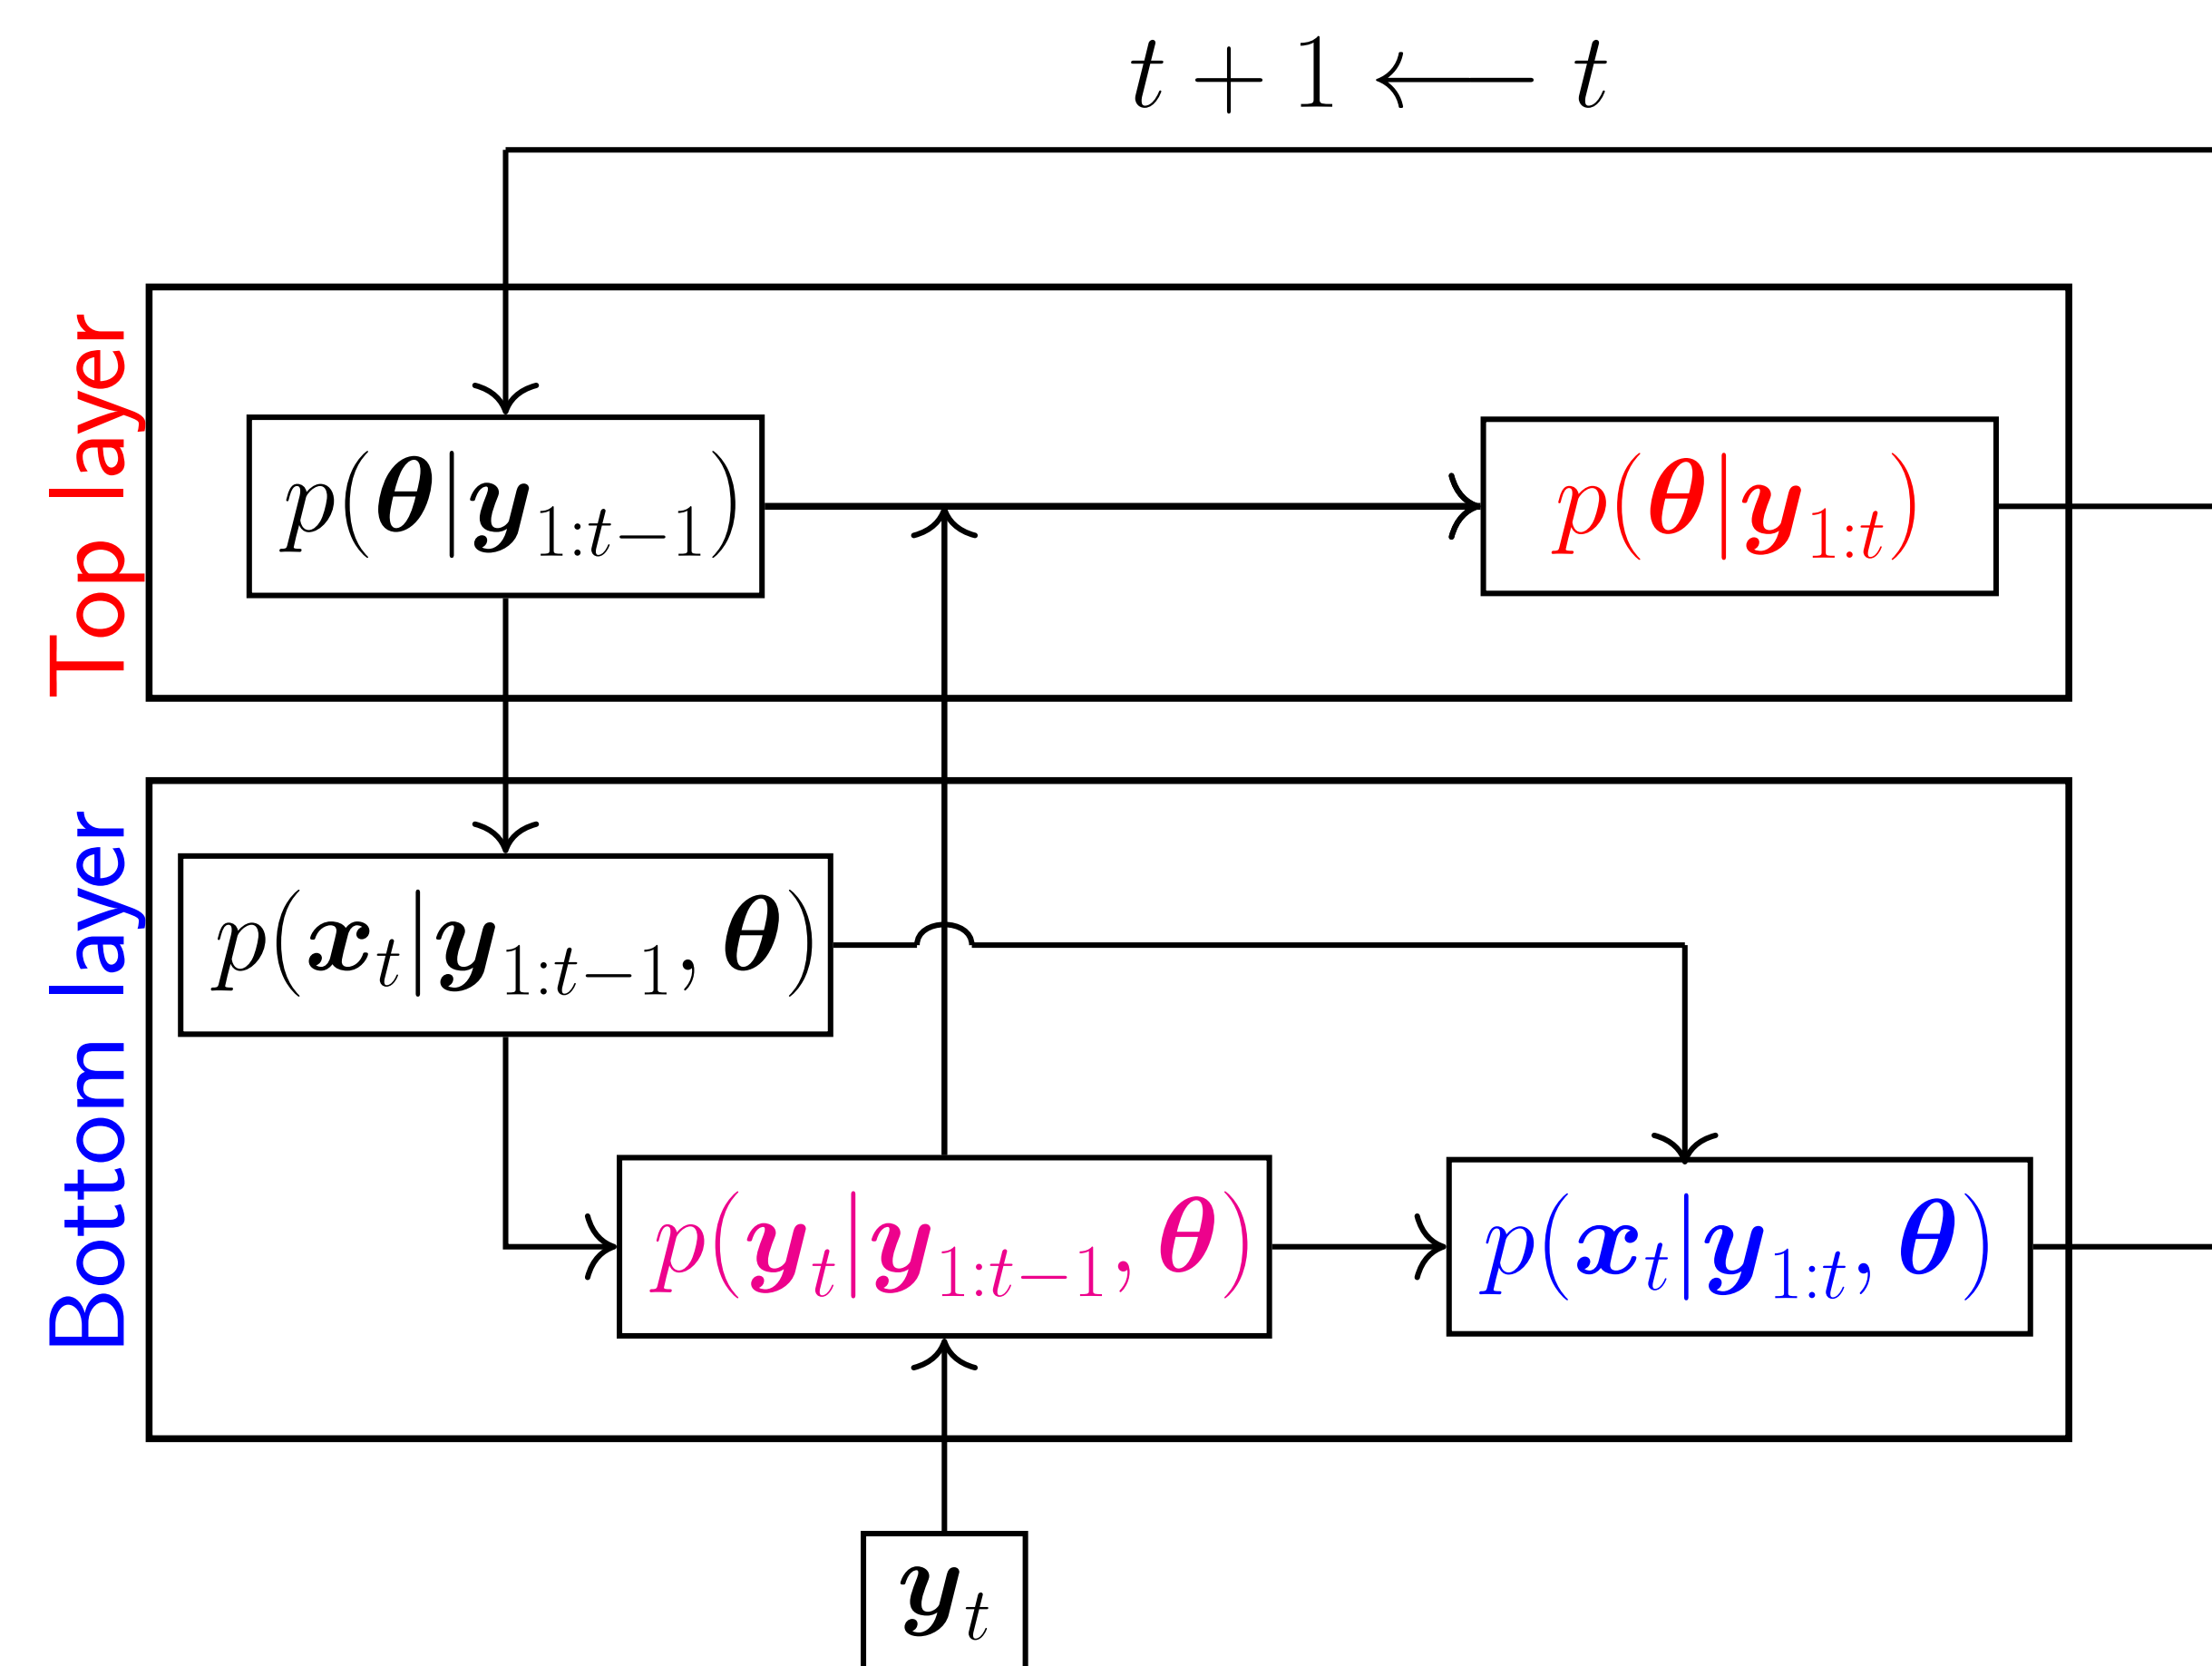 t + 1 ⟵ t
Top layer
p(θ|y₁:ₜ₋₁)
p(θ|y₁:ₜ)
Bottom layer
p(xₜ|y₁:ₜ₋₁, θ)
p(yₜ|y₁:ₜ₋₁, θ)
p(xₜ|y₁:ₜ, θ)
yₜ